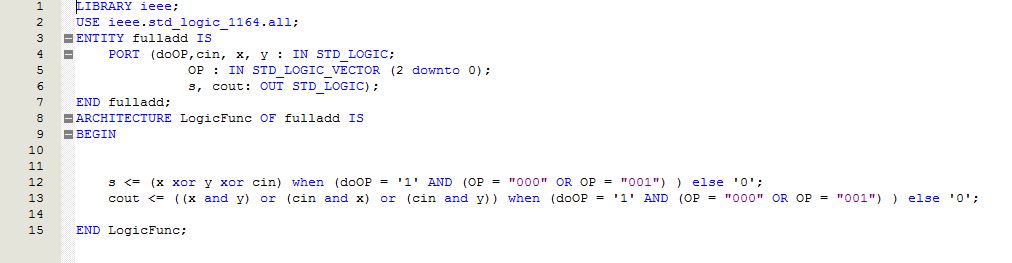 1 LIBRARY ieee;
2 USE ieee.std_logic_1164.all;
3 ENTITY fulladd IS
4 PORT (doOP,cin, x, y : IN STD_LOGIC;
5 OP : IN STD_LOGIC_VECTOR (2 downto 0);
6 s, cout: OUT STD_LOGIC);
7 END fulladd;
8 ARCHITECTURE LogicFunc OF fulladd IS
9 BEGIN
10
11
12 s <= (x xor y xor cin) when (doOP = '1' AND (OP = "000" OR OP = "001") ) else '0';
13 cout <= ((x and y) or (cin and x) or (cin and y)) when (doOP = '1' AND (OP = "000" OR OP = "001") ) else '0';
14
15 END LogicFunc;